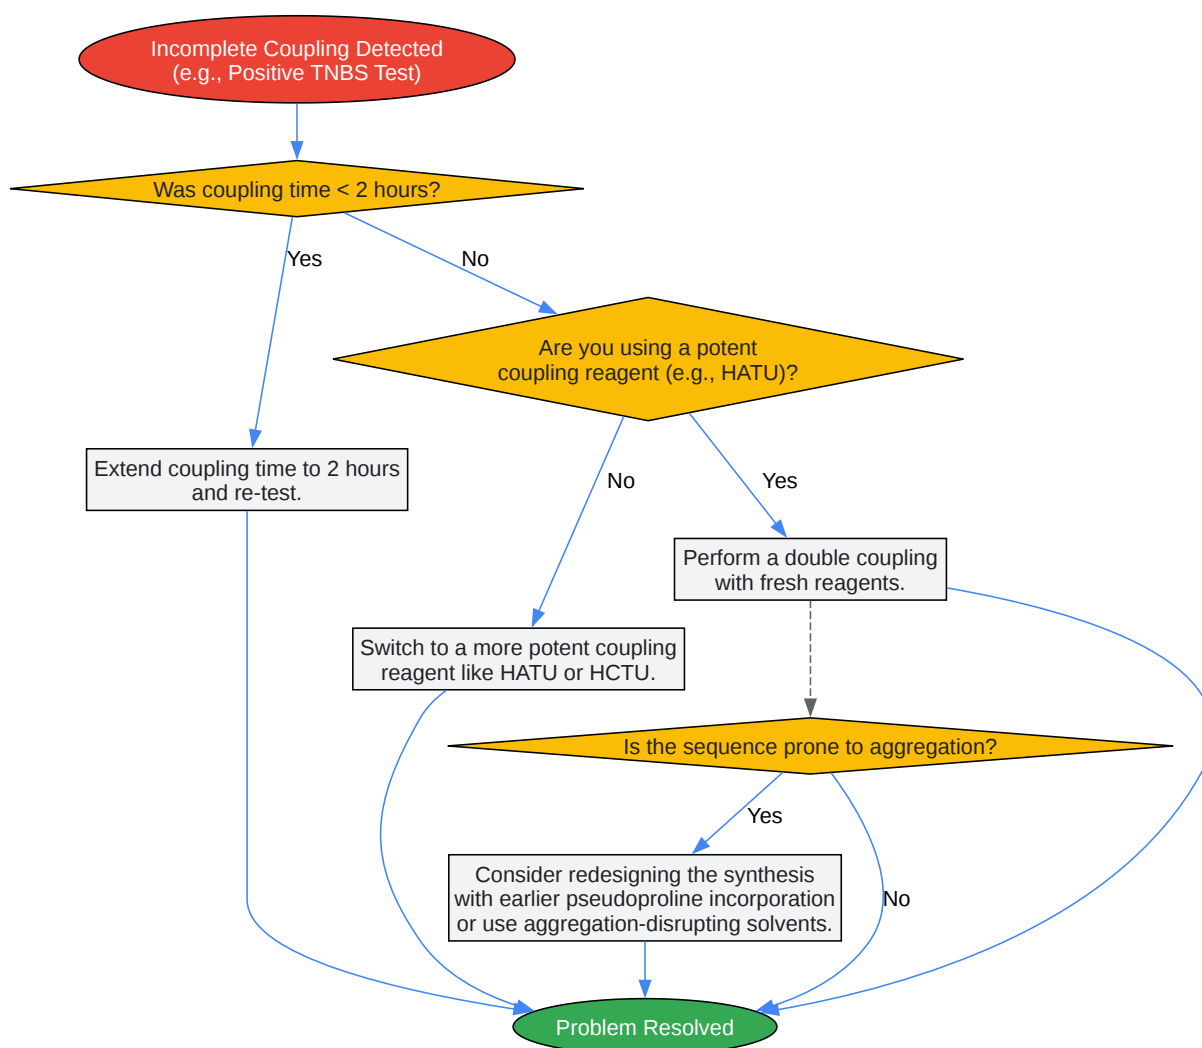 Incomplete Coupling Detected
(e.g., Positive TNBS Test)
Was coupling time < 2 hours?
Yes
No
Are you using a potent
coupling reagent (e.g., HATU)?
Extend coupling time to 2 hours
and re-test.
No
Yes
Perform a double coupling
with fresh reagents.
Switch to a more potent coupling
reagent like HATU or HCTU.
Is the sequence prone to aggregation?
Yes
Consider redesigning the synthesis
with earlier pseudoproline incorporation
or use aggregation-disrupting solvents.
No
Problem Resolved